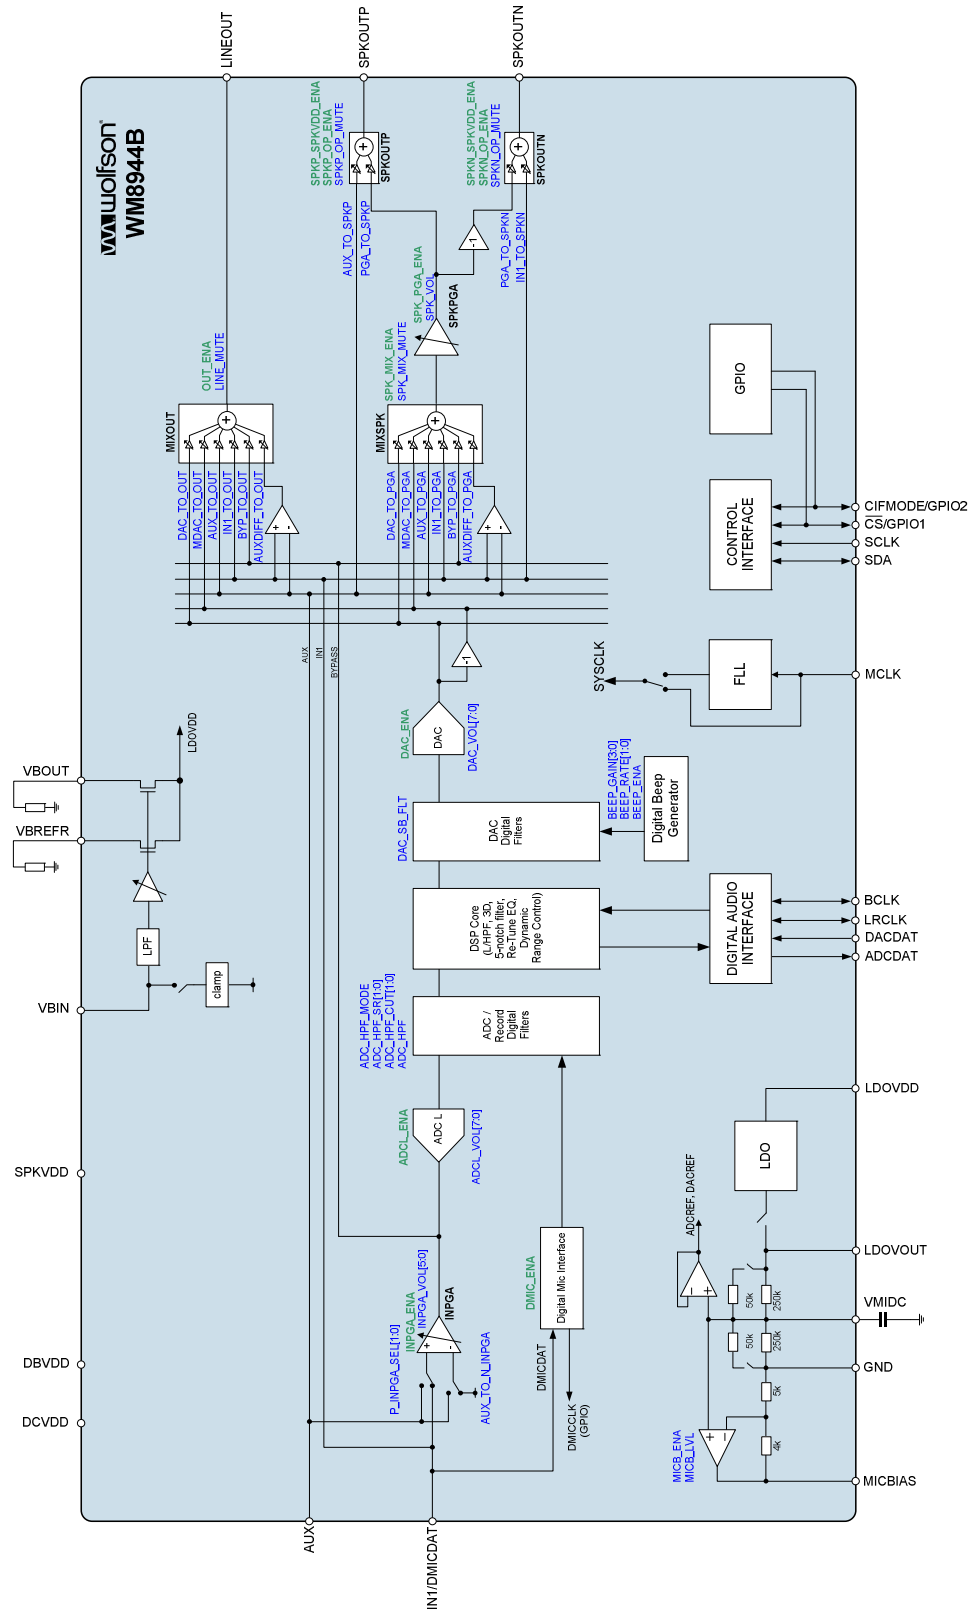 LINEOUT
SPKOUTP
SPKOUTN
wolfson®
WM8944B
SPKP_SPKVDD_ENA
SPKP_OP_ENA
SPKP_OP_MUTE
SPKOUTP
SPKN_SPKVDD_ENA
SPKN_OP_ENA
SPKN_OP_MUTE
SPKOUTN
AUX_TO_SPKP
PGA_TO_SPKP
PGA_TO_SPKN
IN1_TO_SPKN
-1
SPK_PGA_ENA
SPK_VOL
SPKPGA
OUT_ENA
LINE_MUTE
SPK_MIX_ENA
SPK_MIX_MUTE
MIXOUT
MIXSPK
DAC_TO_OUT
MDAC_TO_OUT
AUX_TO_OUT
IN1_TO_OUT
BYP_TO_OUT
AUXDIFF_TO_OUT
DAC_TO_PGA
MDAC_TO_PGA
AUX_TO_PGA
IN1_TO_PGA
BYP_TO_PGA
AUXDIFF_TO_PGA
+ -
+ -
GPIO
CONTROL
INTERFACE
CIFMODE/GPIO2
CS/GPIO1
SCLK
SDA
AUX
IN1
BYPASS
-1
SYSCLK
FLL
MCLK
DAC_ENA
DAC
DAC_VOL[7:0]
VBOUT
LDOVDD
VBREFR
LPF
clamp
VBIN
DAC_SB_FLT
DAC
Digital
Filters
BEEP_GAIN[3:0]
BEEP_RATE[1:0]
BEEP_ENA
Digital Beep
Generator
DSP Core
(L/HPF, 3D,
5-notch filter,
Re-Tune EQ,
Dynamic
Range Control)
DIGITAL AUDIO
INTERFACE
BCLK
LRCLK
DACDAT
ADCDAT
ADC_HPF_MODE
ADC_HPF_SR[1:0]
ADC_HPF_CUT[1:0]
ADC_HPF
ADC /
Record
Digital
Filters
ADCL_ENA
ADC L
ADCL_VOL[7:0]
SPKVDD
DBVDD
DCVDD
LDOVDD
LDO
ADCREF, DACREF
LDOVOUT
50k
250k
VMIDC
50k
250k
GND
5k
4k
MICB_ENA
MICB_LVL
MICBIAS
DMIC_ENA
Digital Mic Interface
DMICDAT
DMICCLK
(GPIO)
P_INPGA_SEL[1:0]
INPGA_ENA
INPGA_VOL[5:0]
INPGA
+ -
AUX_TO_N_INPGA
AUX
IN1/DMICDAT